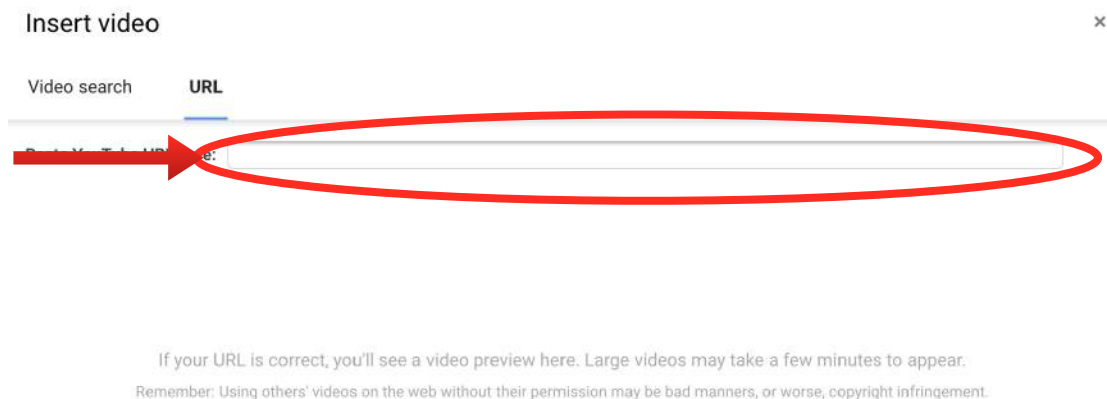 Insert video ×
Video search URL
If your URL is correct, you'll see a video preview here. Large videos may take a few minutes to appear.
Remember: Using others' videos on the web without their permission may be bad manners, or worse, copyright infringement.